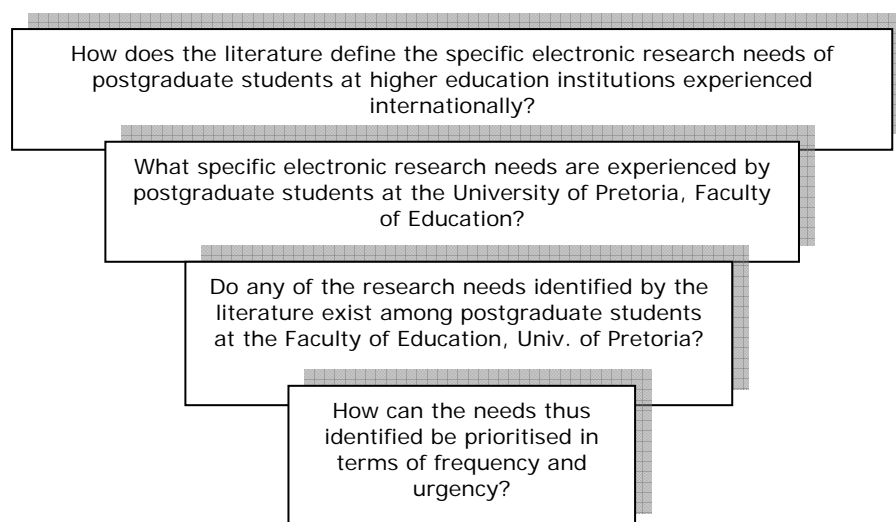 How does the literature define the specific electronic research needs of
postgraduate students at higher education institutions experienced
internationally?
What specific electronic research needs are experienced by
postgraduate students at the University of Pretoria, Faculty
of Education?
Do any of the research needs identified by the
literature exist among postgraduate students
at the Faculty of Education, Univ. of Pretoria?
How can the needs thus
identified be prioritised in
terms of frequency and
urgency?